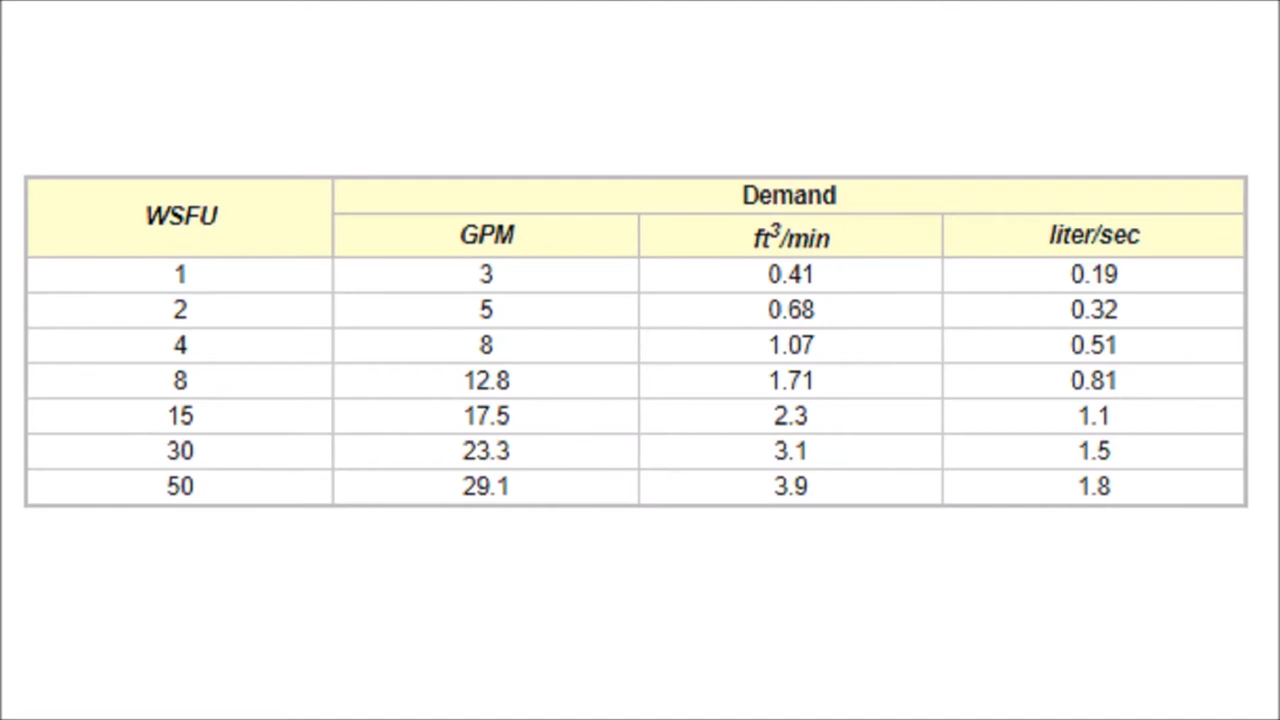 Demand
WSFU
GPM ft³/min liter/sec
1 3 0.41 0.19
2 5 0.68 0.32
4 8 1.07 0.51
8 12.8 1.71 0.81
15 17.5 2.3 1.1
30 23.3 3.1 1.5
50 29.1 3.9 1.8